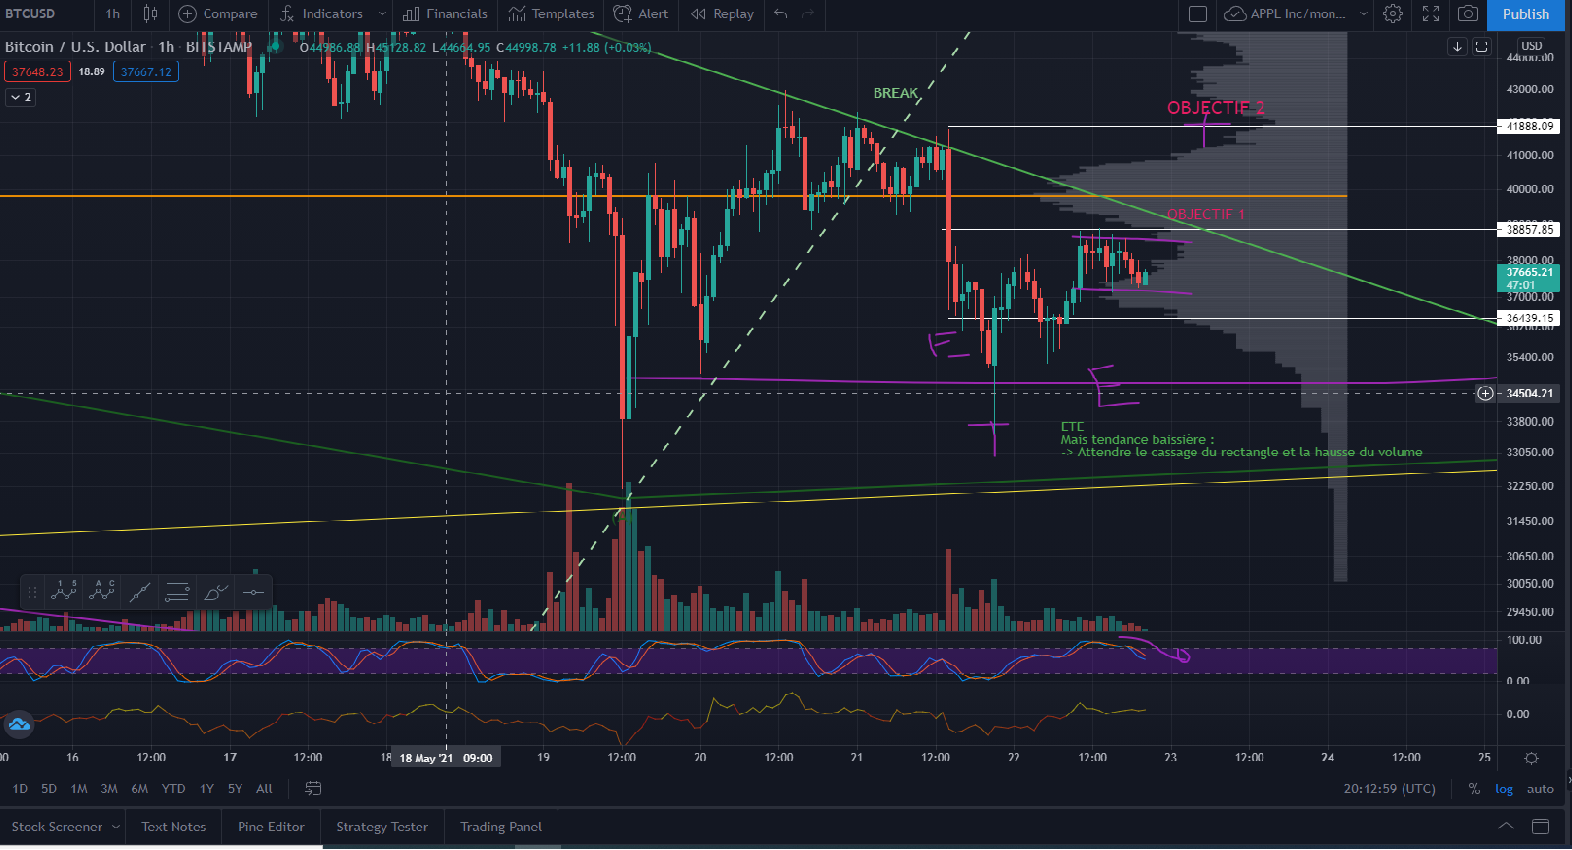 BTCUSD 1h Compare Indicators Financials Templates Alert Replay APPL Inc/mon... Publish
Bitcoin / U.S. Dollar · 1h · BITSTAMP O44986.88 H45128.82 L44664.95 C44998.78 +11.88 (+0.03%)
37648.23 18.89 37667.12
2
USD
44000.00
43000.00
BREAK
OBJECTIF 2
41888.09
41000.00
40000.00
OBJECTIF 1
38857.85
38000.00
37665.21
47:01
37000.00
36439.15
35400.00
E
E
34504.21
T
T
33800.00
ETE
Mais tendance baissière :
-> Attendre le cassage du rectangle et la hausse du volume
33050.00
32250.00
31450.00
30650.00
30050.00
29450.00
1 5 A C
100.00
0.00
0.00
16 12:00 17 12:00 18 18 May '21 09:00 19 12:00 20 12:00 21 12:00 22 12:00 23 12:00 24 12:00 25
1D 5D 1M 3M 6M YTD 1Y 5Y All 20:12:59 (UTC) % log auto
Stock Screener Text Notes Pine Editor Strategy Tester Trading Panel